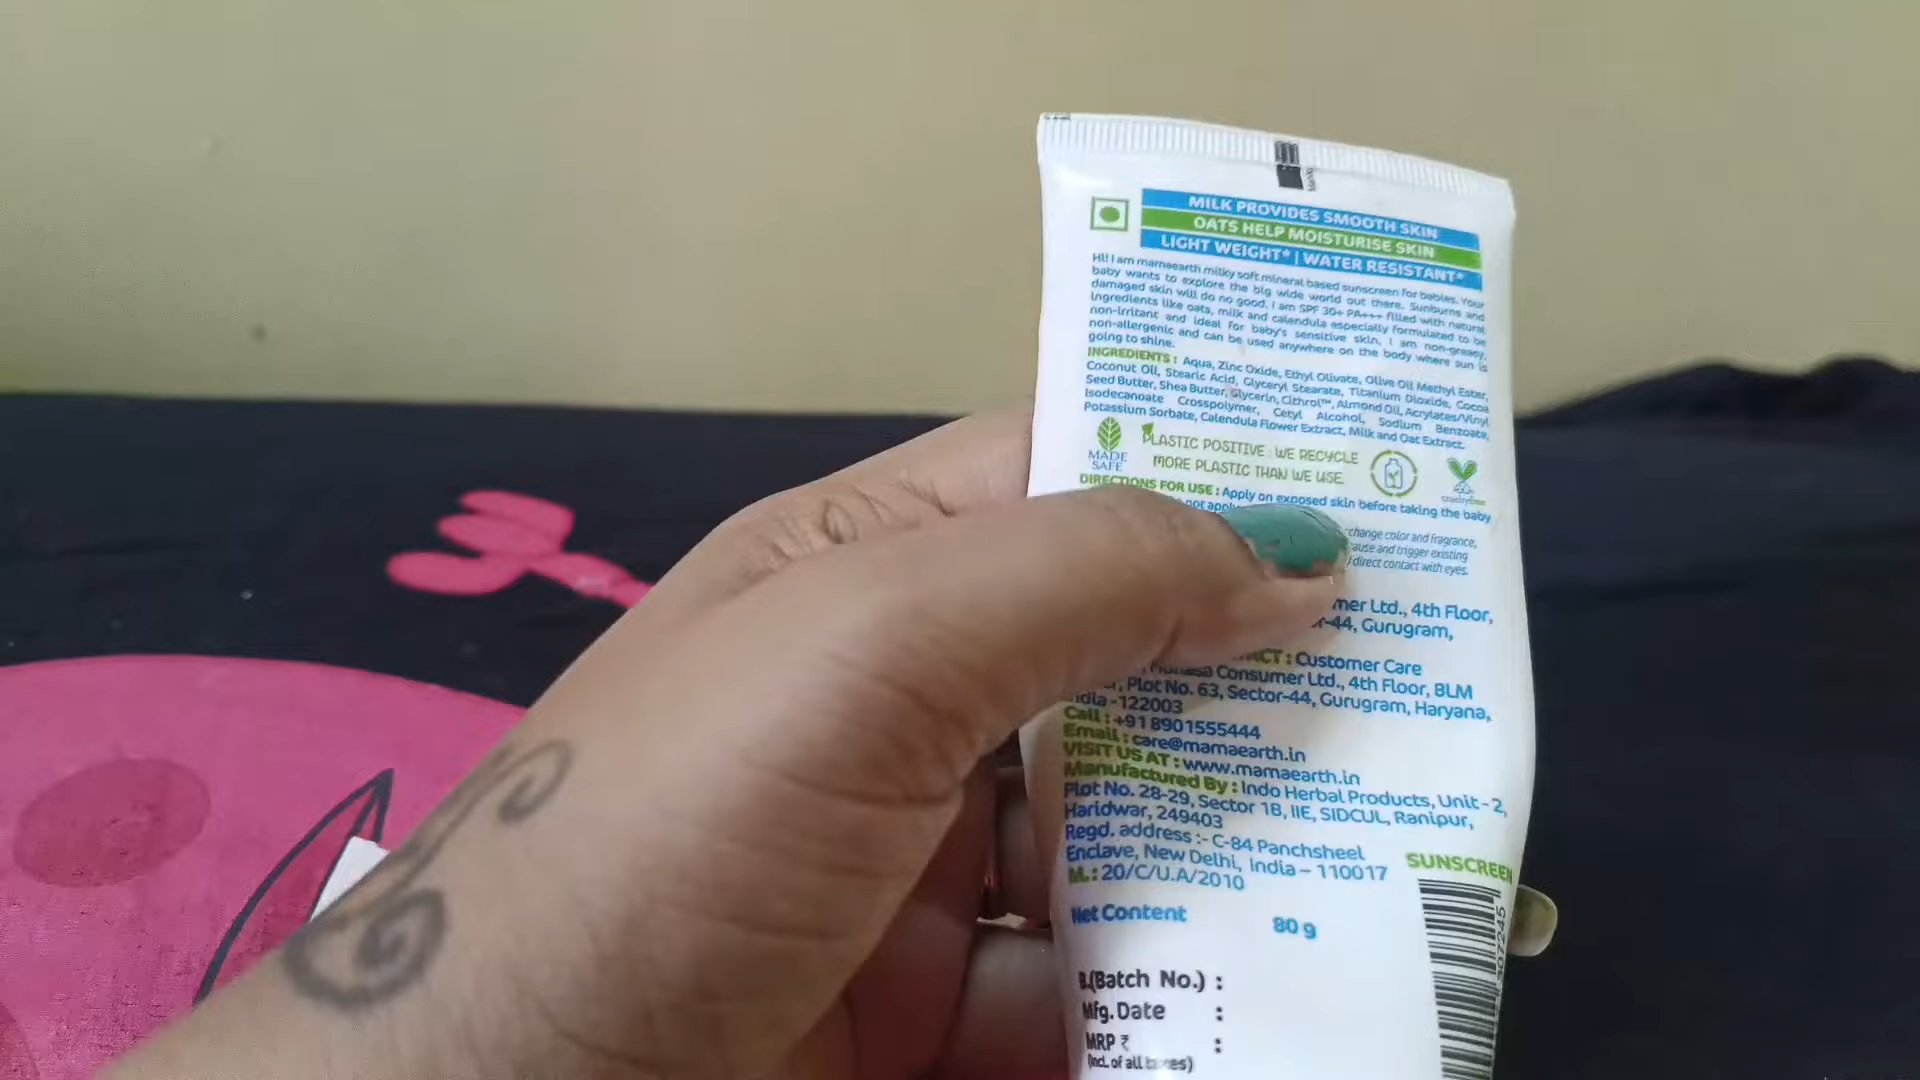 MILK PROVIDES SMOOTH SKIN
OATS HELP MOISTURISE SKIN
LIGHT WEIGHT* | WATER RESISTANT*
Hi! I am mamaearth milky soft mineral based sunscreen for babies. Your
baby wants to explore the big wide world out there. Sunburns and
damaged skin will do no good. I am SPF 30+ PA+++ filled with natural
ingredients like oats, milk and calendula especially formulated to be
non-irritant and ideal for baby's sensitive skin. I am non-greasy,
non-allergenic and can be used anywhere on the body where sun is
going to shine.
INGREDIENTS : Aqua, Zinc Oxide, Ethyl Olivate, Olive Oil Methyl Ester,
Coconut Oil, Stearic Acid, Glyceryl Stearate, Titanium Dioxide, Cocoa
Seed Butter, Shea Butter, Glycerin, Cithrol™, Almond Oil, Acrylates/Vinyl
Isodecanoate Crosspolymer, Cetyl Alcohol, Sodium Benzoate,
Potassium Sorbate, Calendula Flower Extract, Milk and Oat Extract.
MADE
SAFE
PLASTIC POSITIVE : WE RECYCLE
MORE PLASTIC THAN WE USE.
crueltyfree
DIRECTIONS FOR USE : Apply on exposed skin before taking the baby
not
change color and fragrance,
and trigger existing
direct contact with eyes.
Ltd., 4th Floor,
-44, Gurugram,
: Customer Care
Consumer Ltd., 4th Floor, BLM
, Plot No. 63, Sector-44, Gurugram, Haryana,
India -122003
Call : +91 8901555444
Email : care@mamaearth.in
VISIT US AT : www.mamaearth.in
Manufactured By : Indo Herbal Products, Unit - 2,
Plot No. 28-29, Sector 1B, IIE, SIDCUL, Ranipur,
Haridwar, 249403
Regd. address :- C-84 Panchsheel
Enclave, New Delhi, India – 110017
M. : 20/C/U.A/2010
SUNSCREEN
Net Content 80 g
B.(Batch No.) :
Mfg. Date :
MRP ₹ :
(Incl. of all taxes)